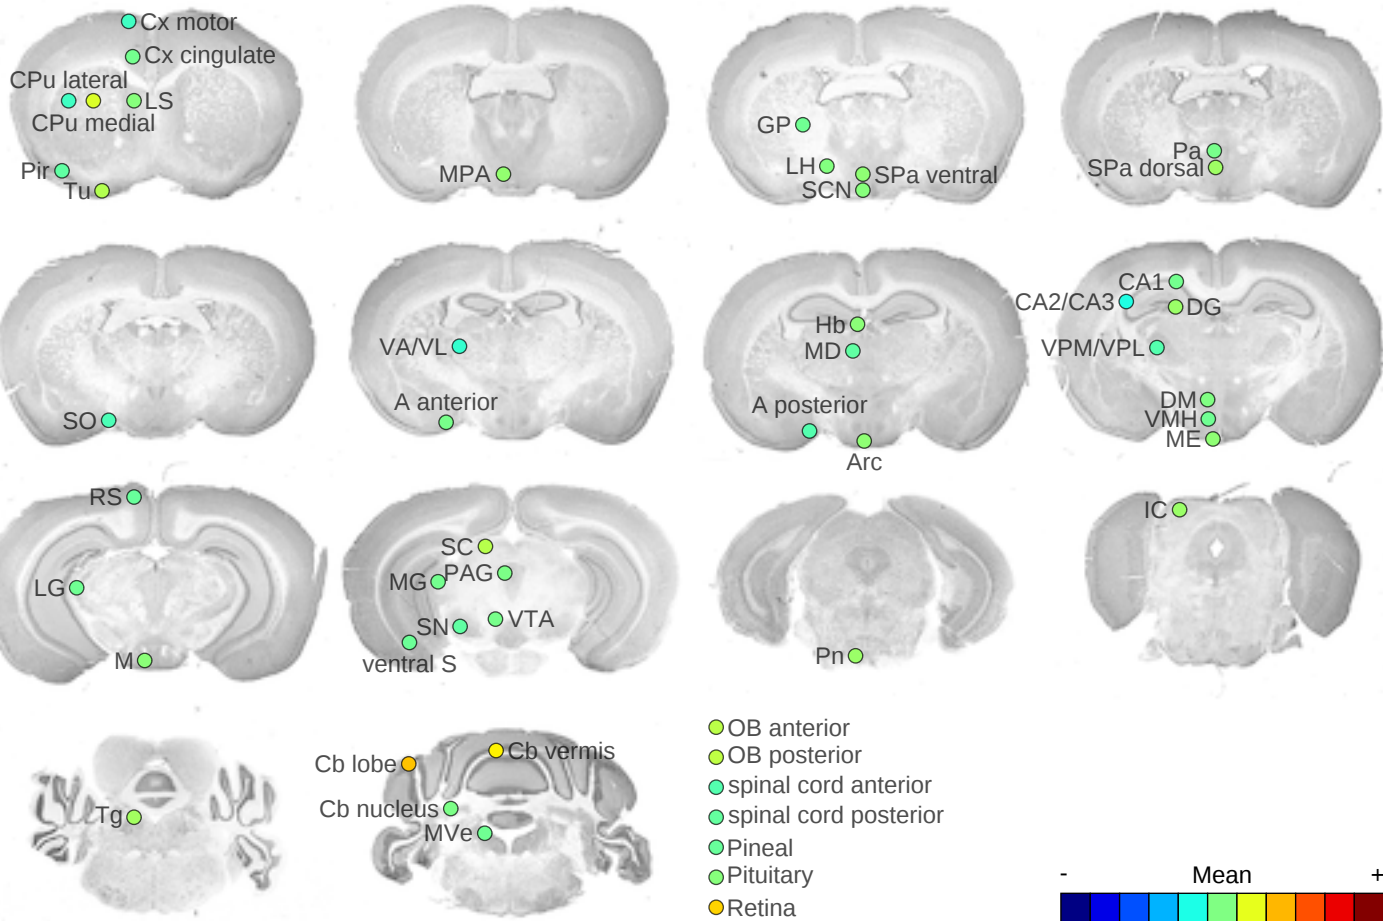 Cx motor
Cx cingulate
CPu lateral
LS
CPu medial
Pir
Tu
MPA
GP
LH
SPa ventral
SCN
Pa
SPa dorsal
SO
VA/VL
A anterior
Hb
MD
A posterior
Arc
CA1
CA2/CA3
DG
VPM/VPL
DM
VMH
ME
RS
LG
M
SC
MG
PAG
SN
VTA
ventral S
Pn
IC
Tg
Cb lobe
Cb vermis
Cb nucleus
MVe
OB anterior
OB posterior
spinal cord anterior
spinal cord posterior
Pineal
Pituitary
Retina
- Mean +